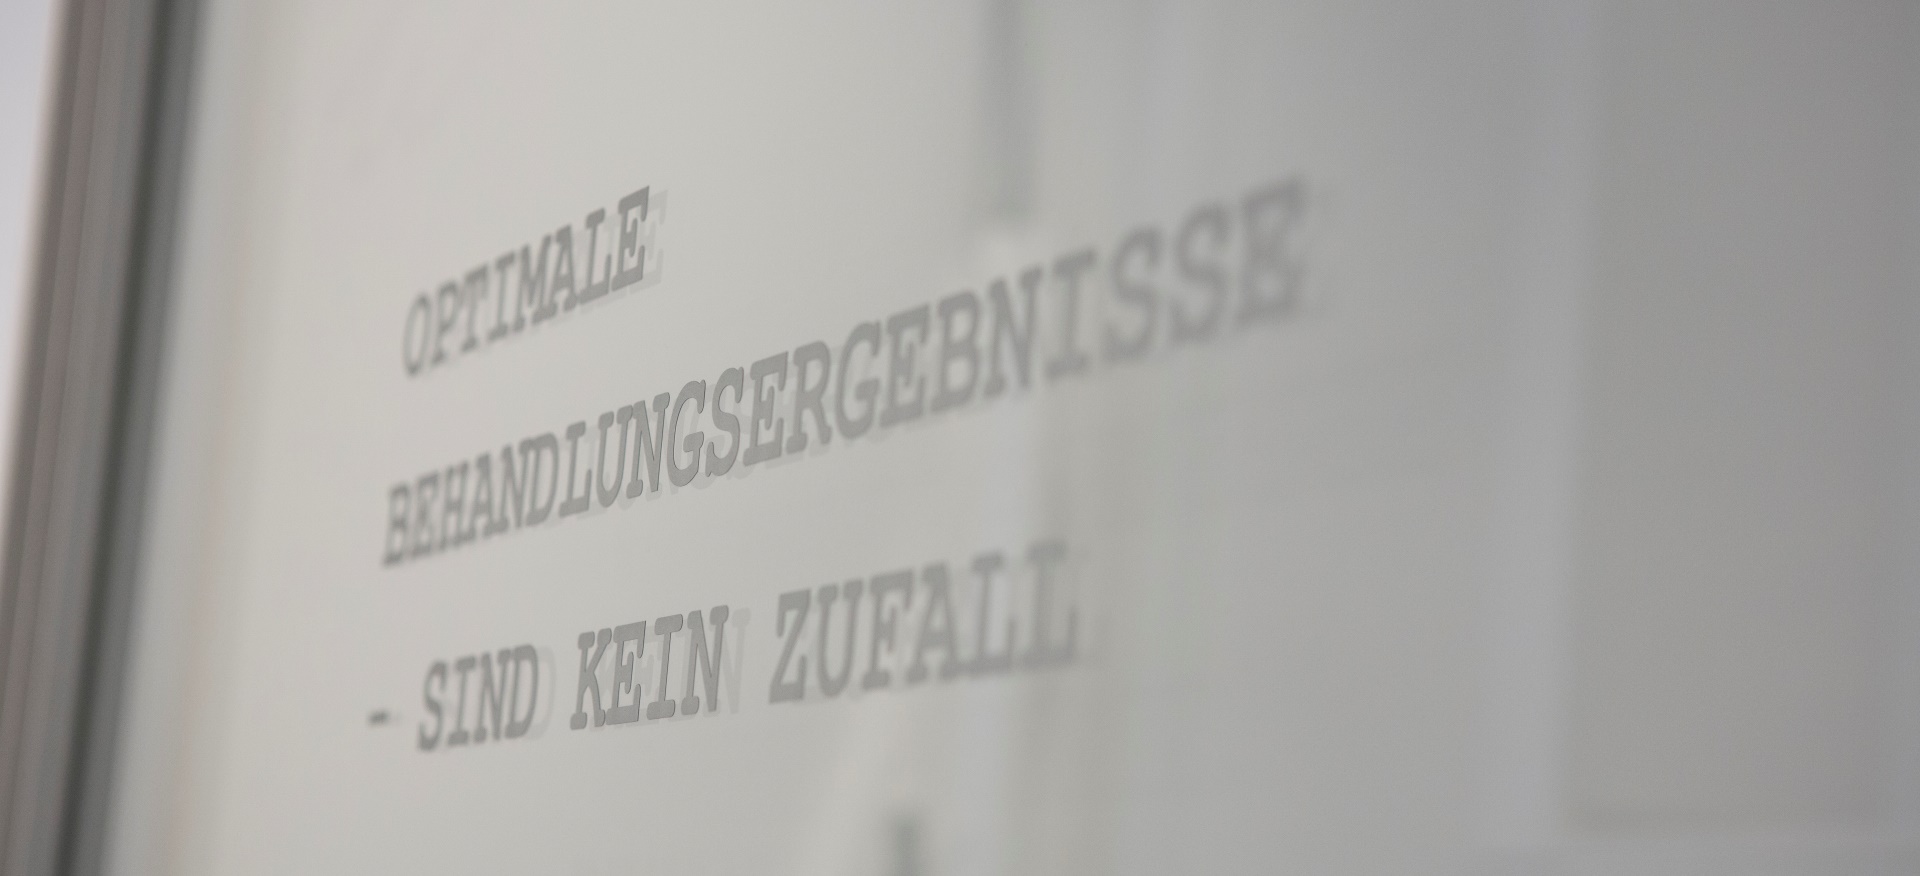 OPTIMALE
BEHANDLUNGSERGEBNISSE
- SIND KEIN ZUFALL